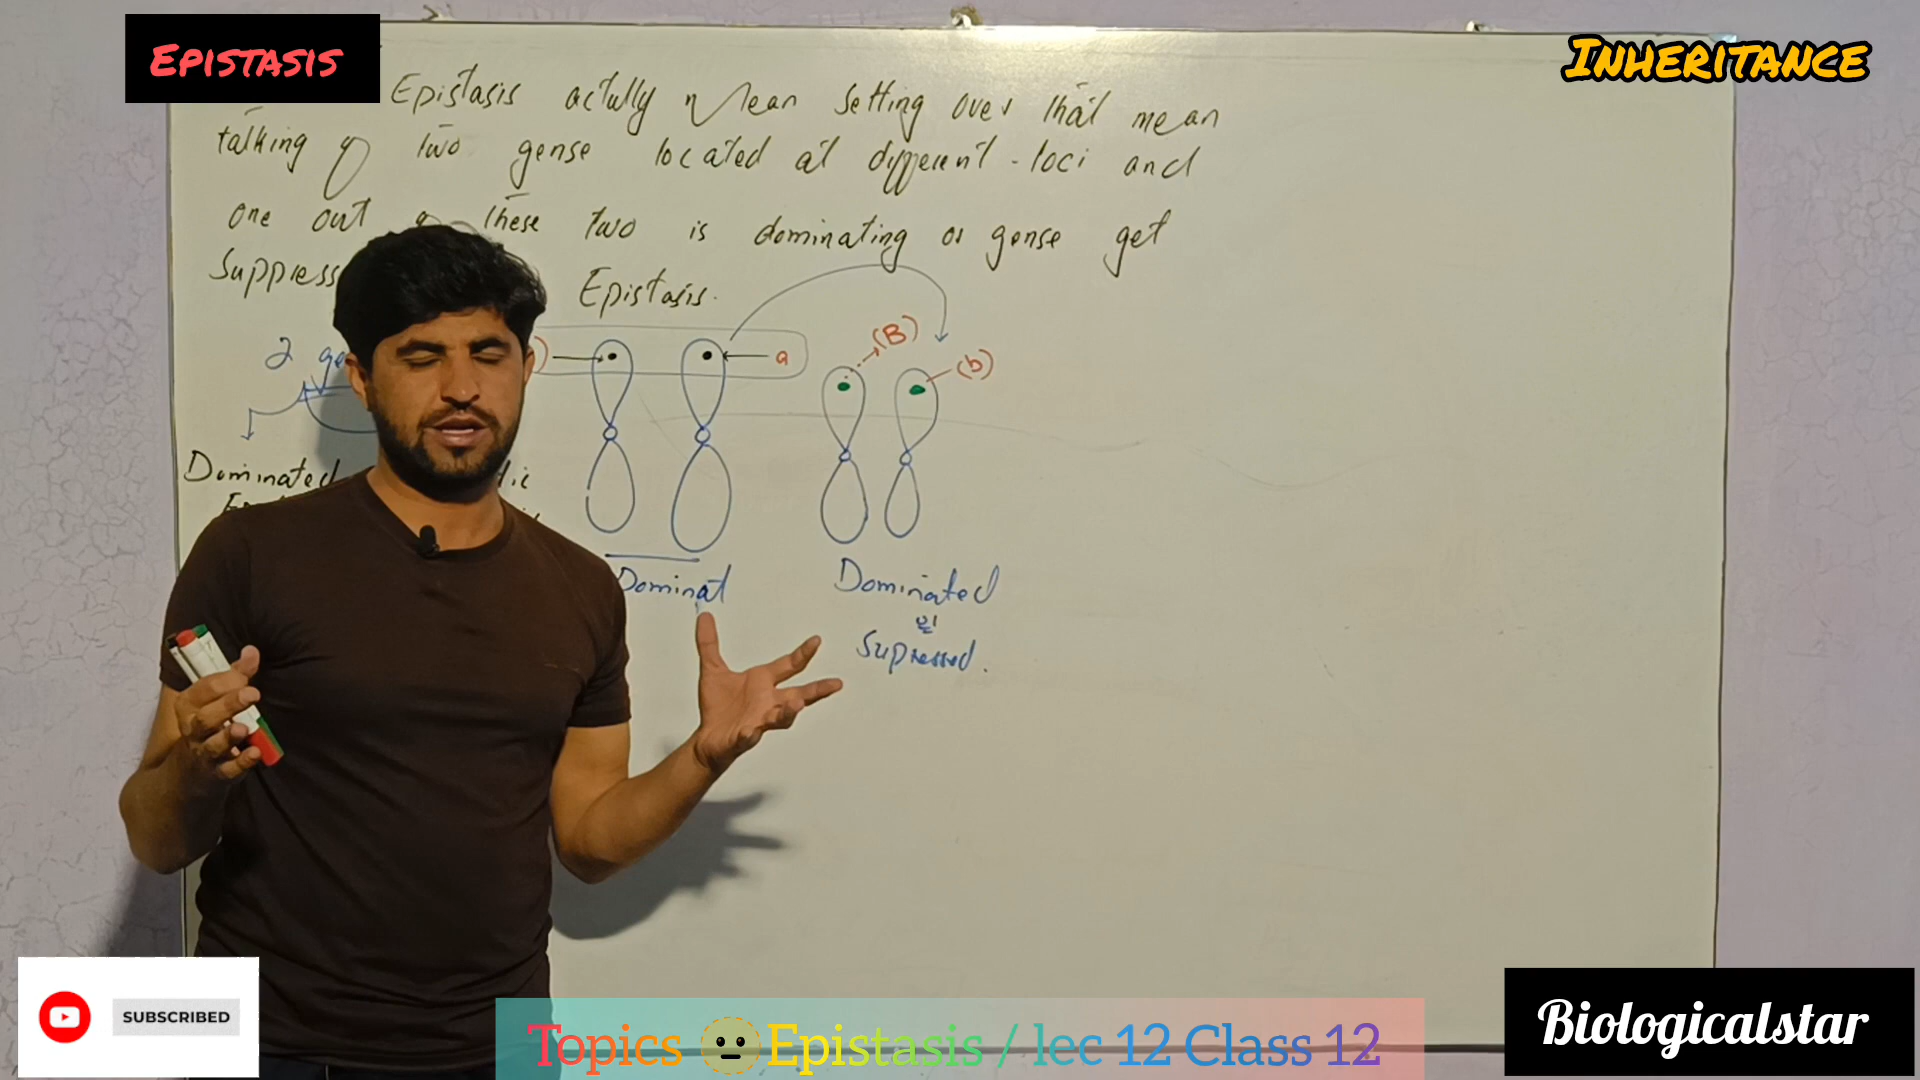 EPISTASIS
INHERITANCE
Epistasis actully Mean Setting over that mean
talking of two gense located at different loci and
one out of these two is dominating or gense get
Suppress
Epistasis.
2 ge
a
(B)
(b)
Dominated
Dominat
Dominated
Supressed.
SUBSCRIBED
Topics 😐 Epistasis / lec 12 Class 12
Biologicalstar